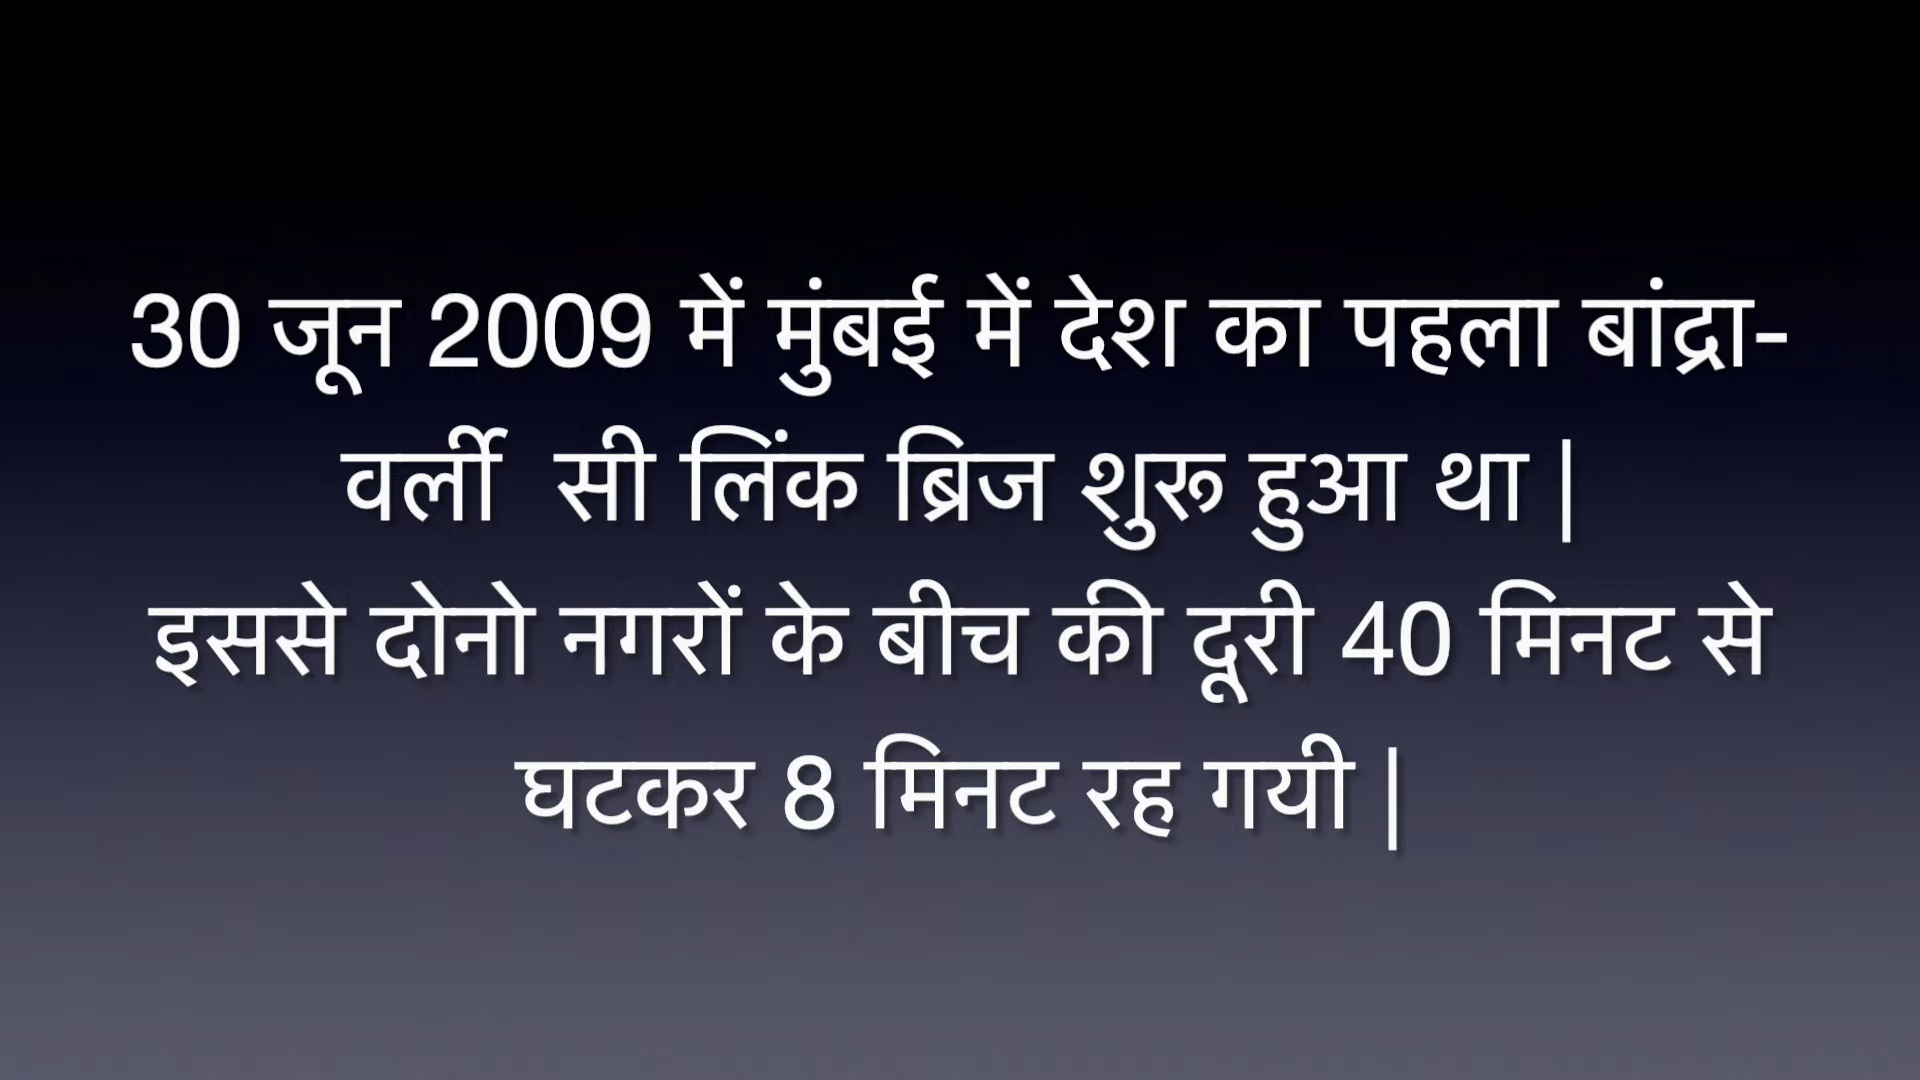 30 जून 2009 में मुंबई में देश का पहला बांद्रा-
वर्ली सी लिंक ब्रिज शुरू हुआ था |
इससे दोनो नगरों के बीच की दूरी 40 मिनट से
घटकर 8 मिनट रह गयी |